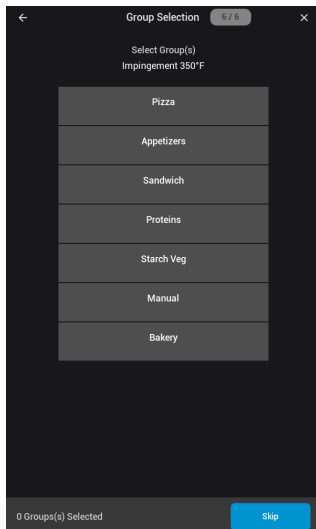 Group Selection 6 / 6
Select Group(s)
Impingement 350°F
Pizza
Appetizers
Sandwich
Proteins
Starch Veg
Manual
Bakery
0 Groups(s) Selected Skip